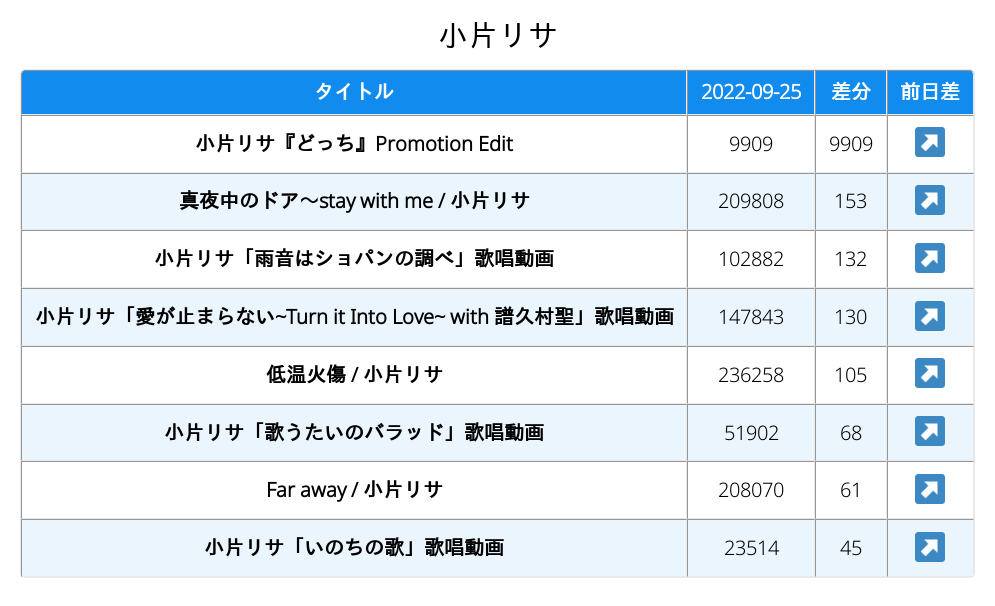 小片リサ
タイトル 2022-09-25 差分 前日差
小片リサ『どっち』Promotion Edit 9909 9909 ↗
真夜中のドア〜stay with me / 小片リサ 209808 153 ↗
小片リサ「雨音はショパンの調べ」歌唱動画 102882 132 ↗
小片リサ「愛が止まらない~Turn it Into Love~ with 譜久村聖」歌唱動画 147843 130 ↗
低温火傷 / 小片リサ 236258 105 ↗
小片リサ「歌うたいのバラッド」歌唱動画 51902 68 ↗
Far away / 小片リサ 208070 61 ↗
小片リサ「いのちの歌」歌唱動画 23514 45 ↗